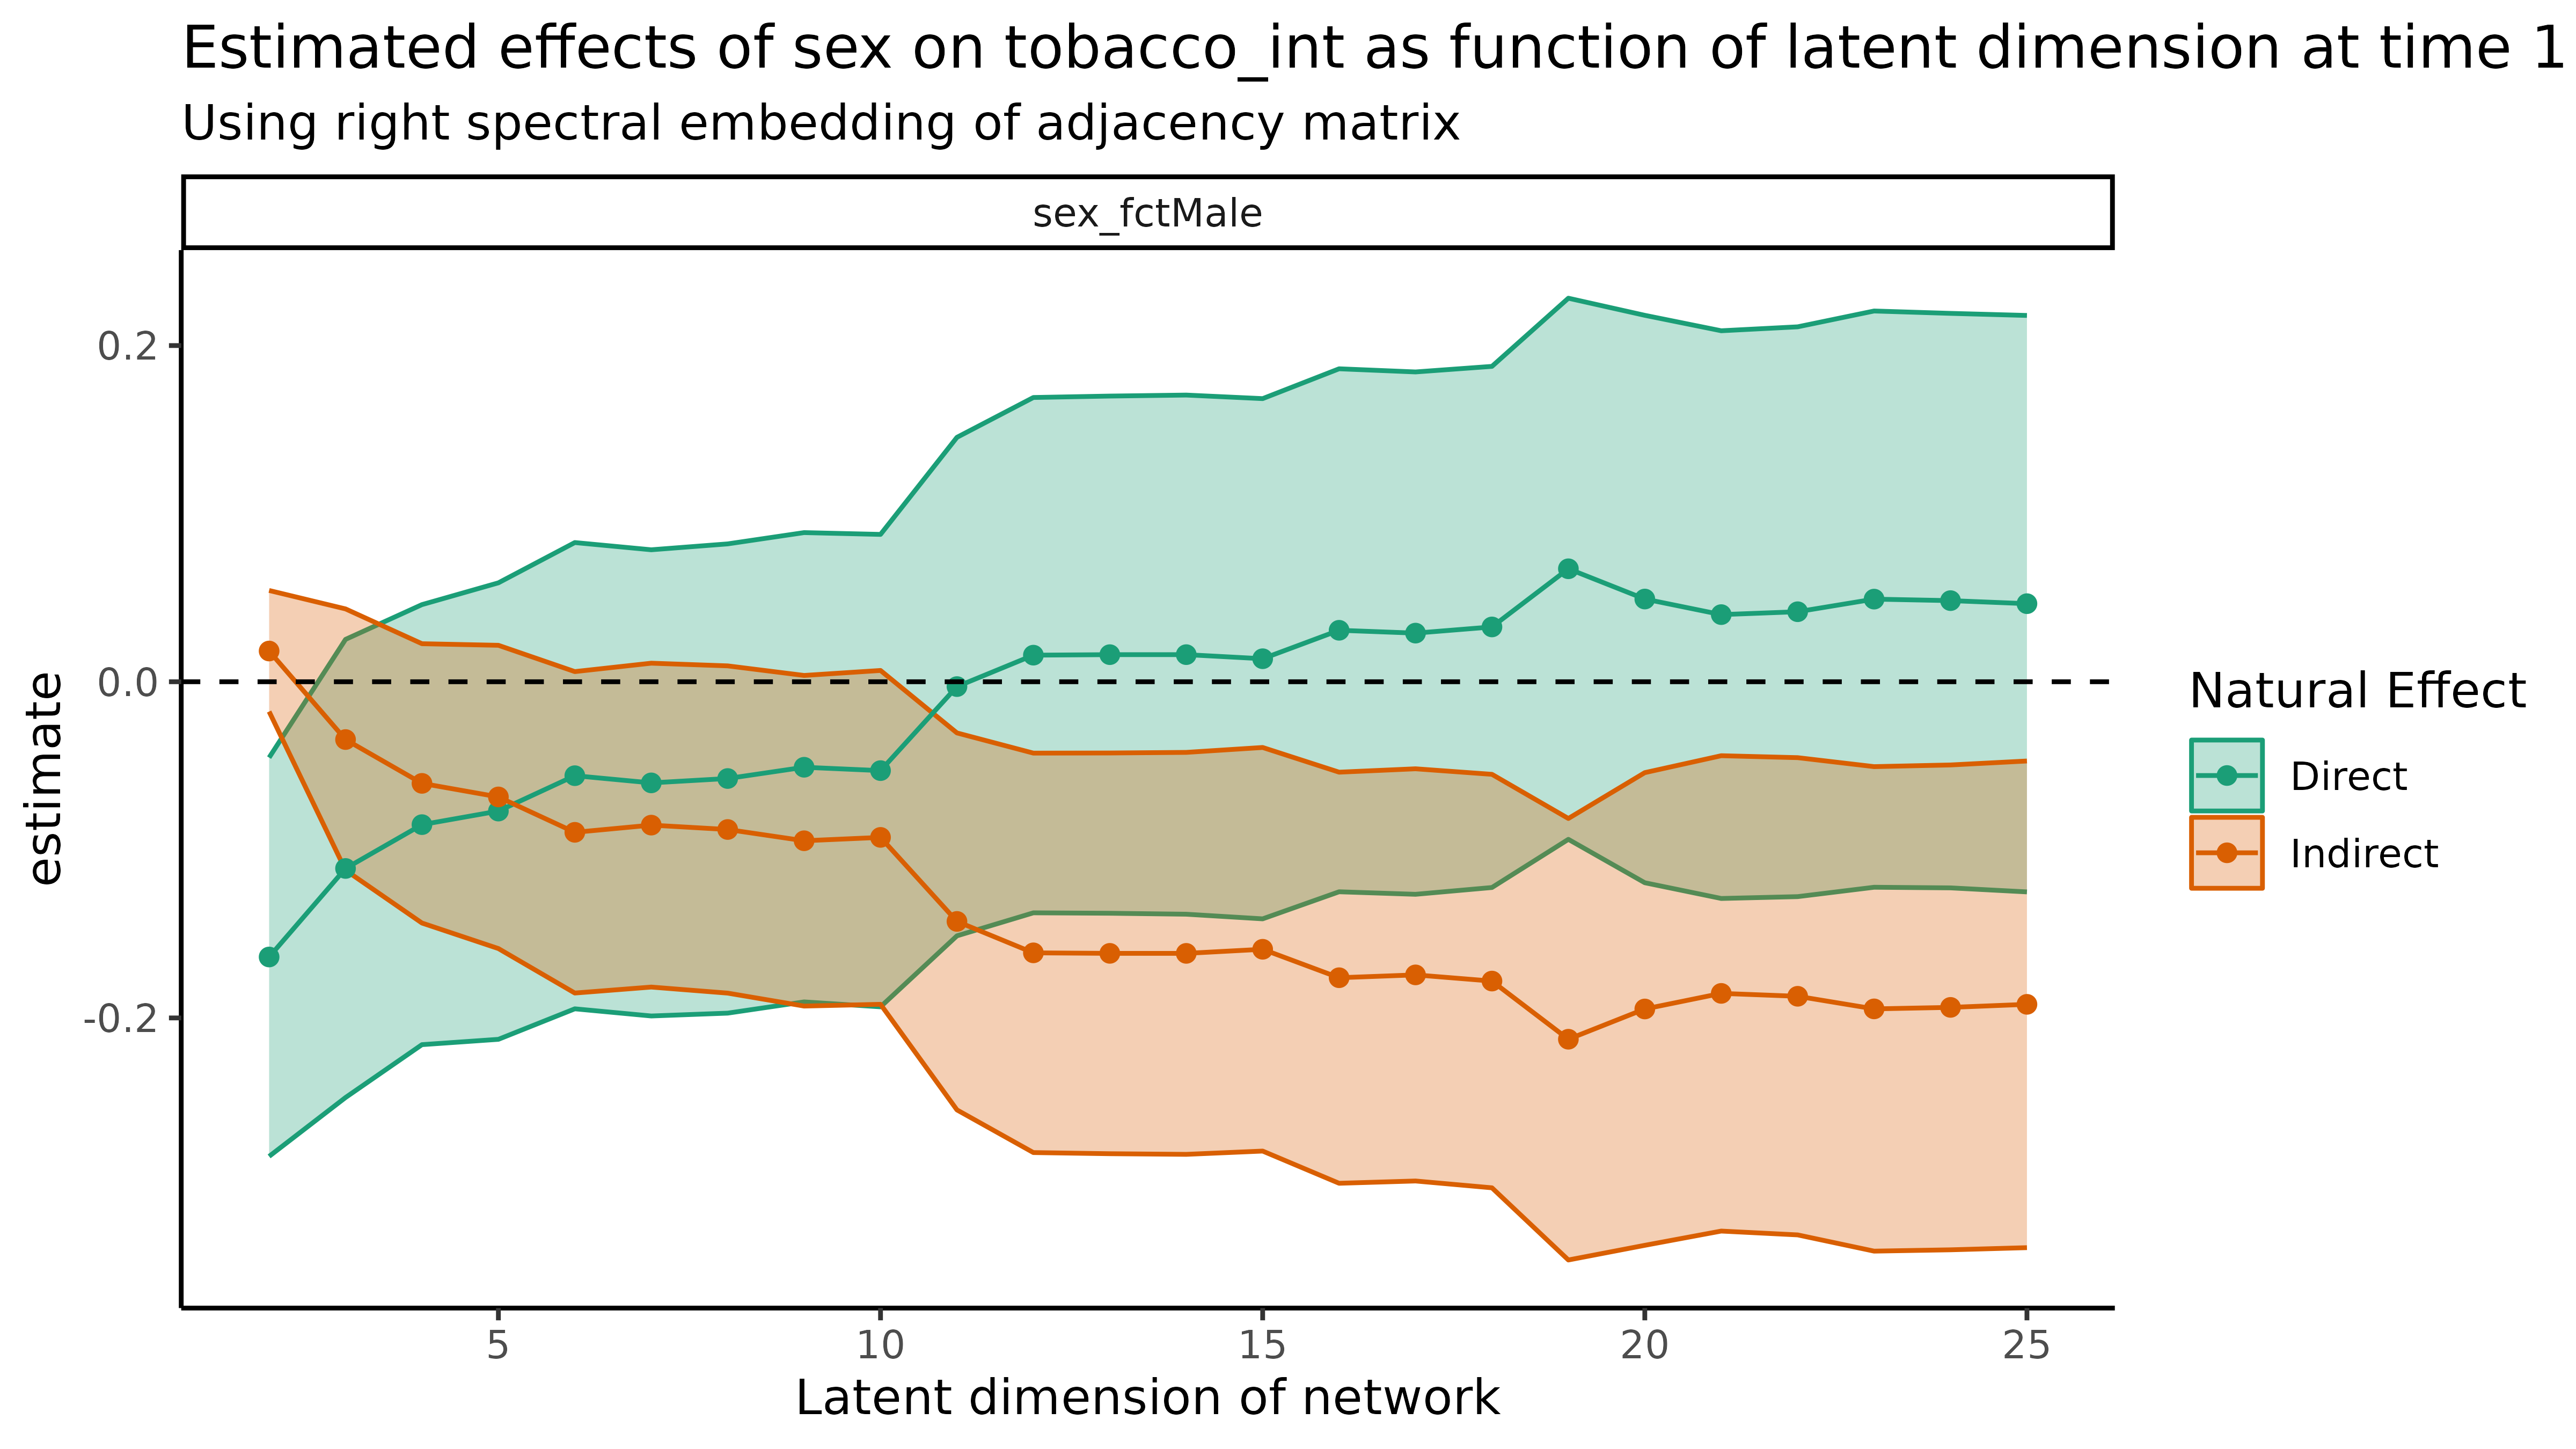 Estimated effects of sex on tobacco_int as function of latent dimension at time 1
Using right spectral embedding of adjacency matrix
sex_fctMale
0.2
0.0
-0.2
estimate
5
10
15
20
25
Latent dimension of network
Natural Effect
Direct
Indirect